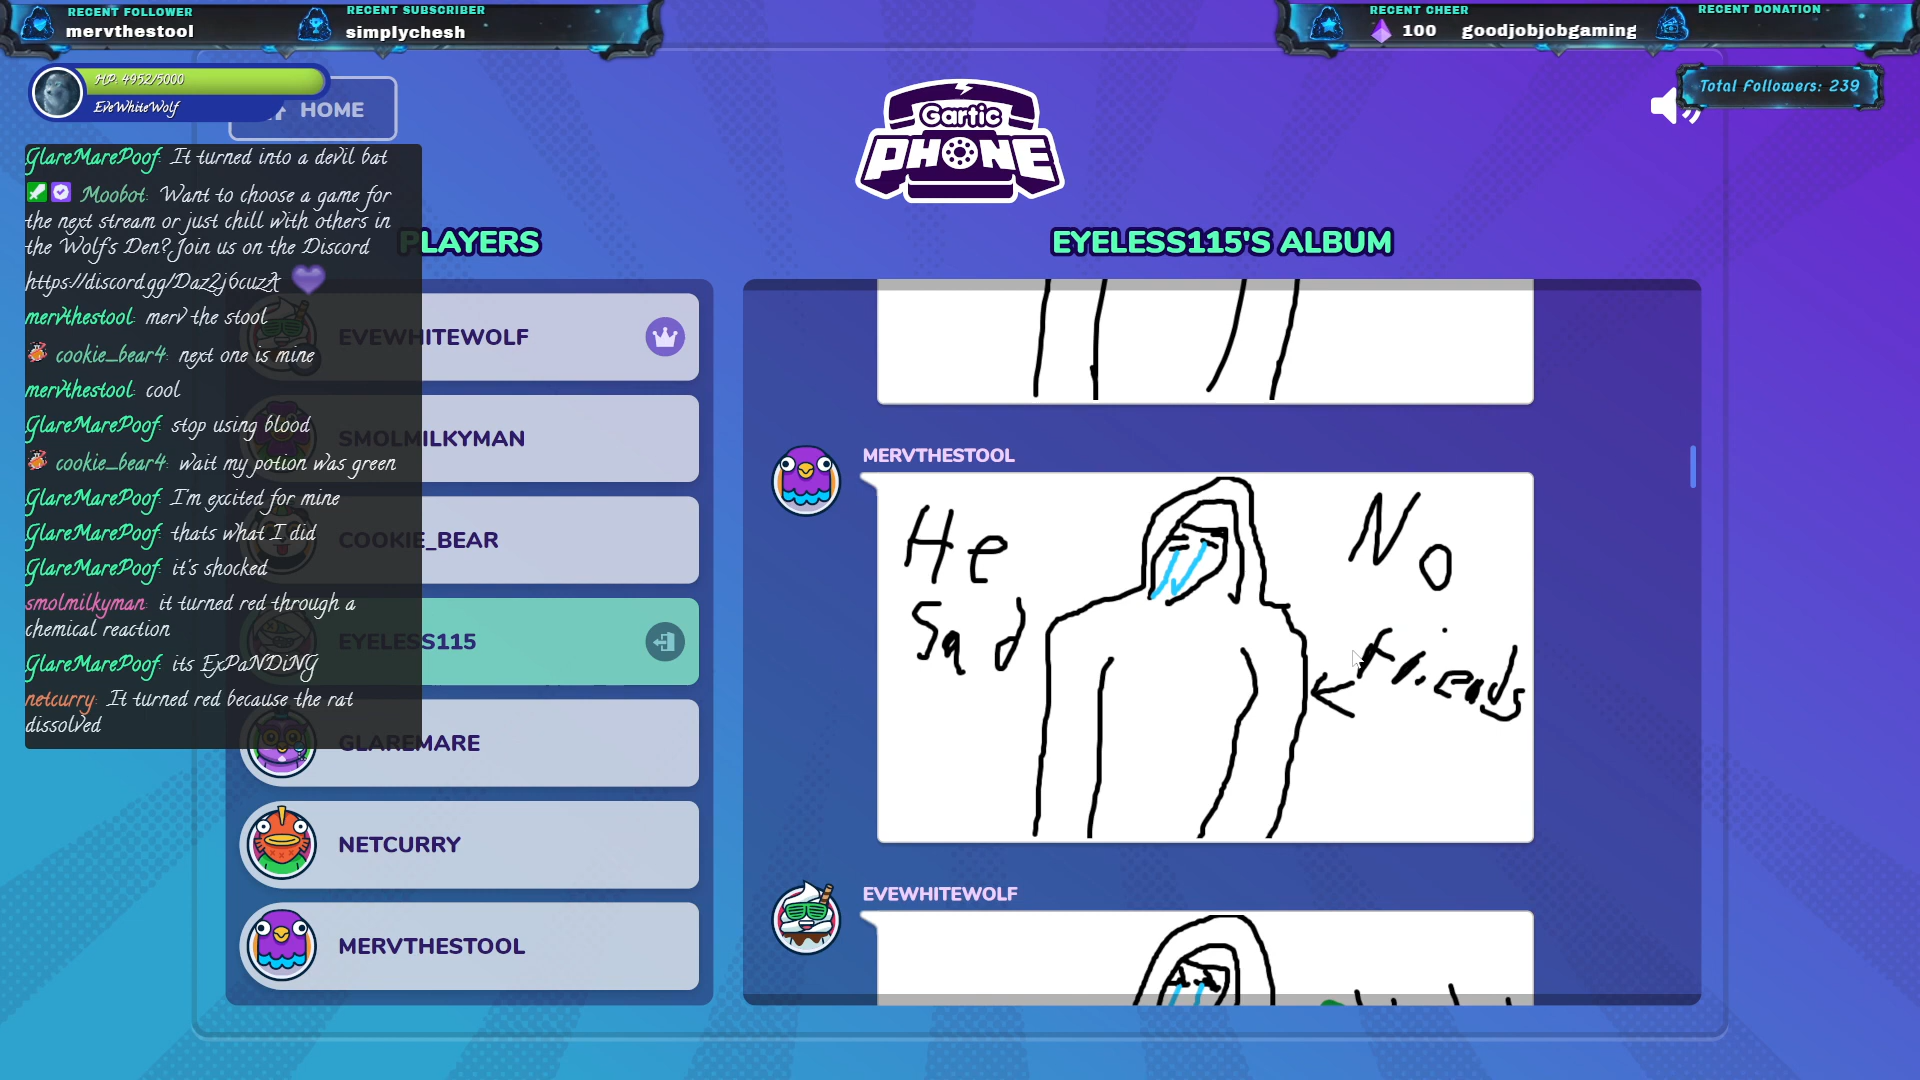 RECENT FOLLOWER
mervthestool
RECENT SUBSCRIBER
simplychesh
RECENT CHEER
100 goodjobjobgaming
RECENT DONATION
HP: 4952/5000
EveWhiteWolf
HOME
Gartic
PHONE
Total Followers: 239
GlareMarePoof: It turned into a devil bat
Moobot: Want to choose a game for
the next stream or just chill with others in
the Wolf's Den? Join us on the Discord
https://discord.gg/Daz2j6cuzA
mervthestool: merv the stool
cookie_bear4: next one is mine
mervthestool: cool
GlareMarePoof: stop using blood
cookie_bear4: wait my potion was green
GlareMarePoof: I'm excited for mine
GlareMarePoof: thats what I did
GlareMarePoof: it's shocked
smolmilkyman: it turned red through a
chemical reaction
GlareMarePoof: its ExPaNDiNG
netcurry: It turned red because the rat
dissolved
PLAYERS
EVEWHITEWOLF
SMOLMILKYMAN
COOKIE_BEAR
EYELESS115
GLAREMARE
NETCURRY
MERVTHESTOOL
EYELESS115'S ALBUM
MERVTHESTOOL
He
Sad
No
friends
EVEWHITEWOLF